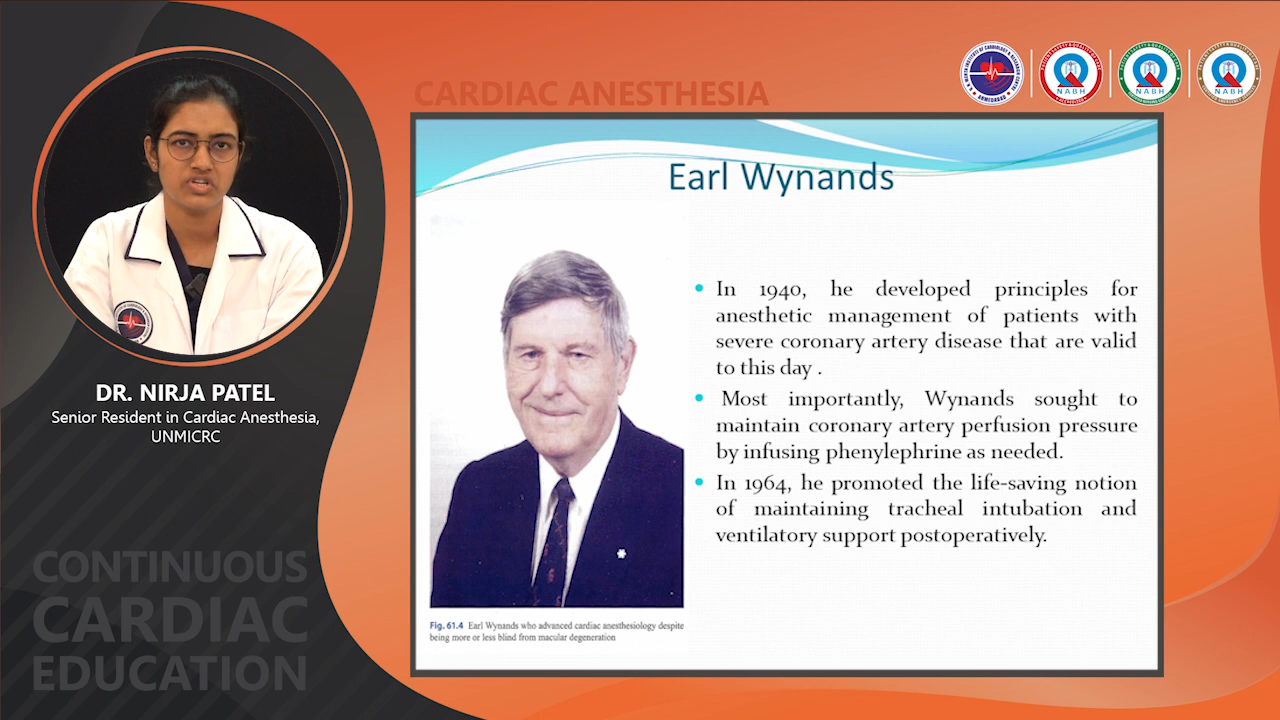 CARDIAC ANESTHESIA
NABH
NABH
NABH
Earl Wynands
• In 1940, he developed principles for
anesthetic management of patients with
severe coronary artery disease that are valid
to this day .
• Most importantly, Wynands sought to
maintain coronary artery perfusion pressure
by infusing phenylephrine as needed.
• In 1964, he promoted the life-saving notion
of maintaining tracheal intubation and
ventilatory support postoperatively.
Fig. 61.4 Earl Wynands who advanced cardiac anesthesiology despite
being more or less blind from macular degeneration
DR. NIRJA PATEL
Senior Resident in Cardiac Anesthesia,
UNMICRC
CONTINUOUS
CARDIAC
EDUCATION